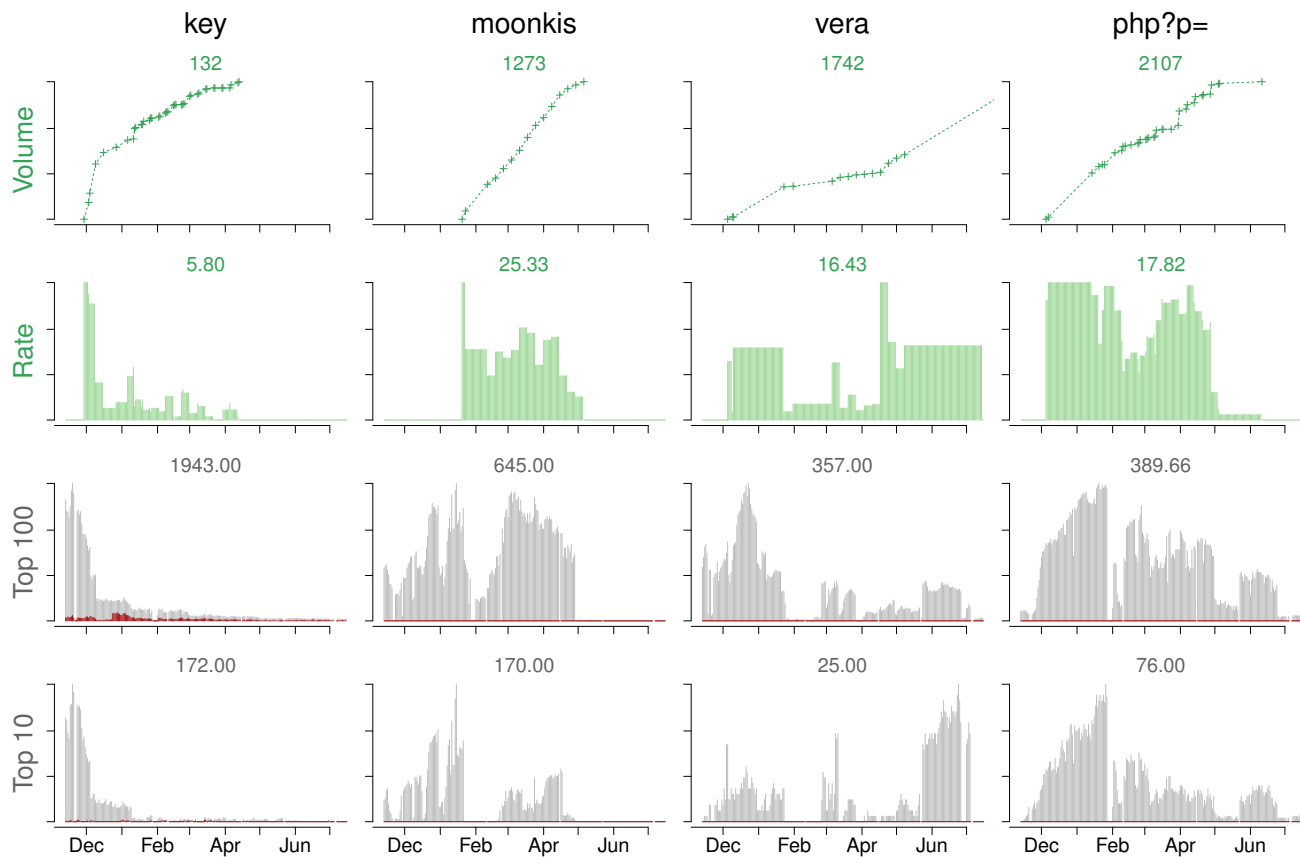 key moonkis vera php?p=
132 1273 1742 2107
Volume
5.80 25.33 16.43 17.82
Rate
1943.00 645.00 357.00 389.66
Top 100
172.00 170.00 25.00 76.00
Top 10
Dec Feb Apr Jun Dec Feb Apr Jun Dec Feb Apr Jun Dec Feb Apr Jun